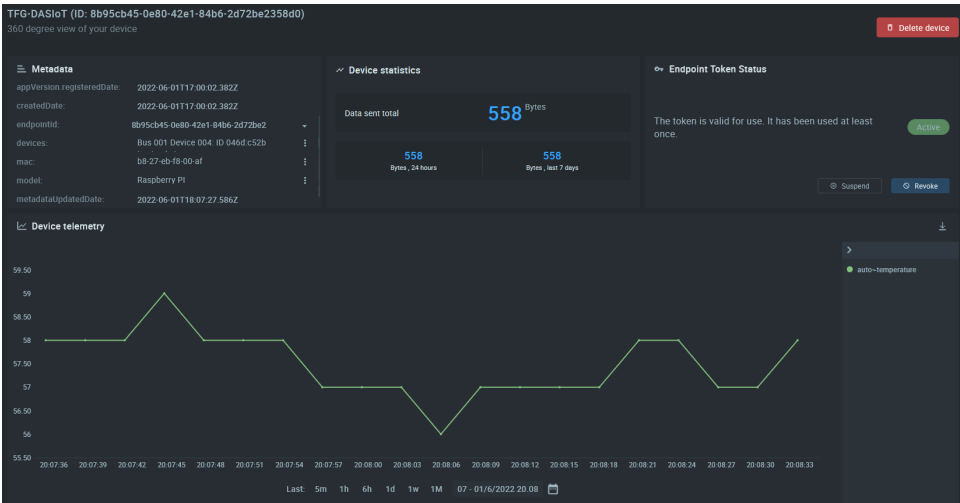 TFG-DASIoT (ID: 8b95cb45-0e80-42e1-84b6-2d72be2358d0)
360 degree view of your device
Delete device
Metadata
appVersion.registeredDate: 2022-06-01T17:00:02.382Z
createdDate: 2022-06-01T17:00:02.382Z
endpointId: 8b95cb45-0e80-42e1-84b6-2d72be2
devices: Bus 001 Device 004: ID 046d:c52b
mac: b8-27-eb-f8-00-af
model: Raspberry PI
metadataUpdatedDate: 2022-06-01T18:07:27.586Z
Device statistics
Data sent total 558 Bytes
558 558
Bytes , 24 hours Bytes , last 7 days
Endpoint Token Status
The token is valid for use. It has been used at least
once.
Active
Suspend Revoke
Device telemetry
auto~temperature
59.50
59
58.50
58
57.50
57
56.50
56
55.50
20:07:36 20:07:39 20:07:42 20:07:45 20:07:48 20:07:51 20:07:54 20:07:57 20:08:00 20:08:03 20:08:06 20:08:09 20:08:12 20:08:15 20:08:18 20:08:21 20:08:24 20:08:27 20:08:30 20:08:33
Last: 5m 1h 6h 1d 1w 1M 07 - 01/6/2022 20.08